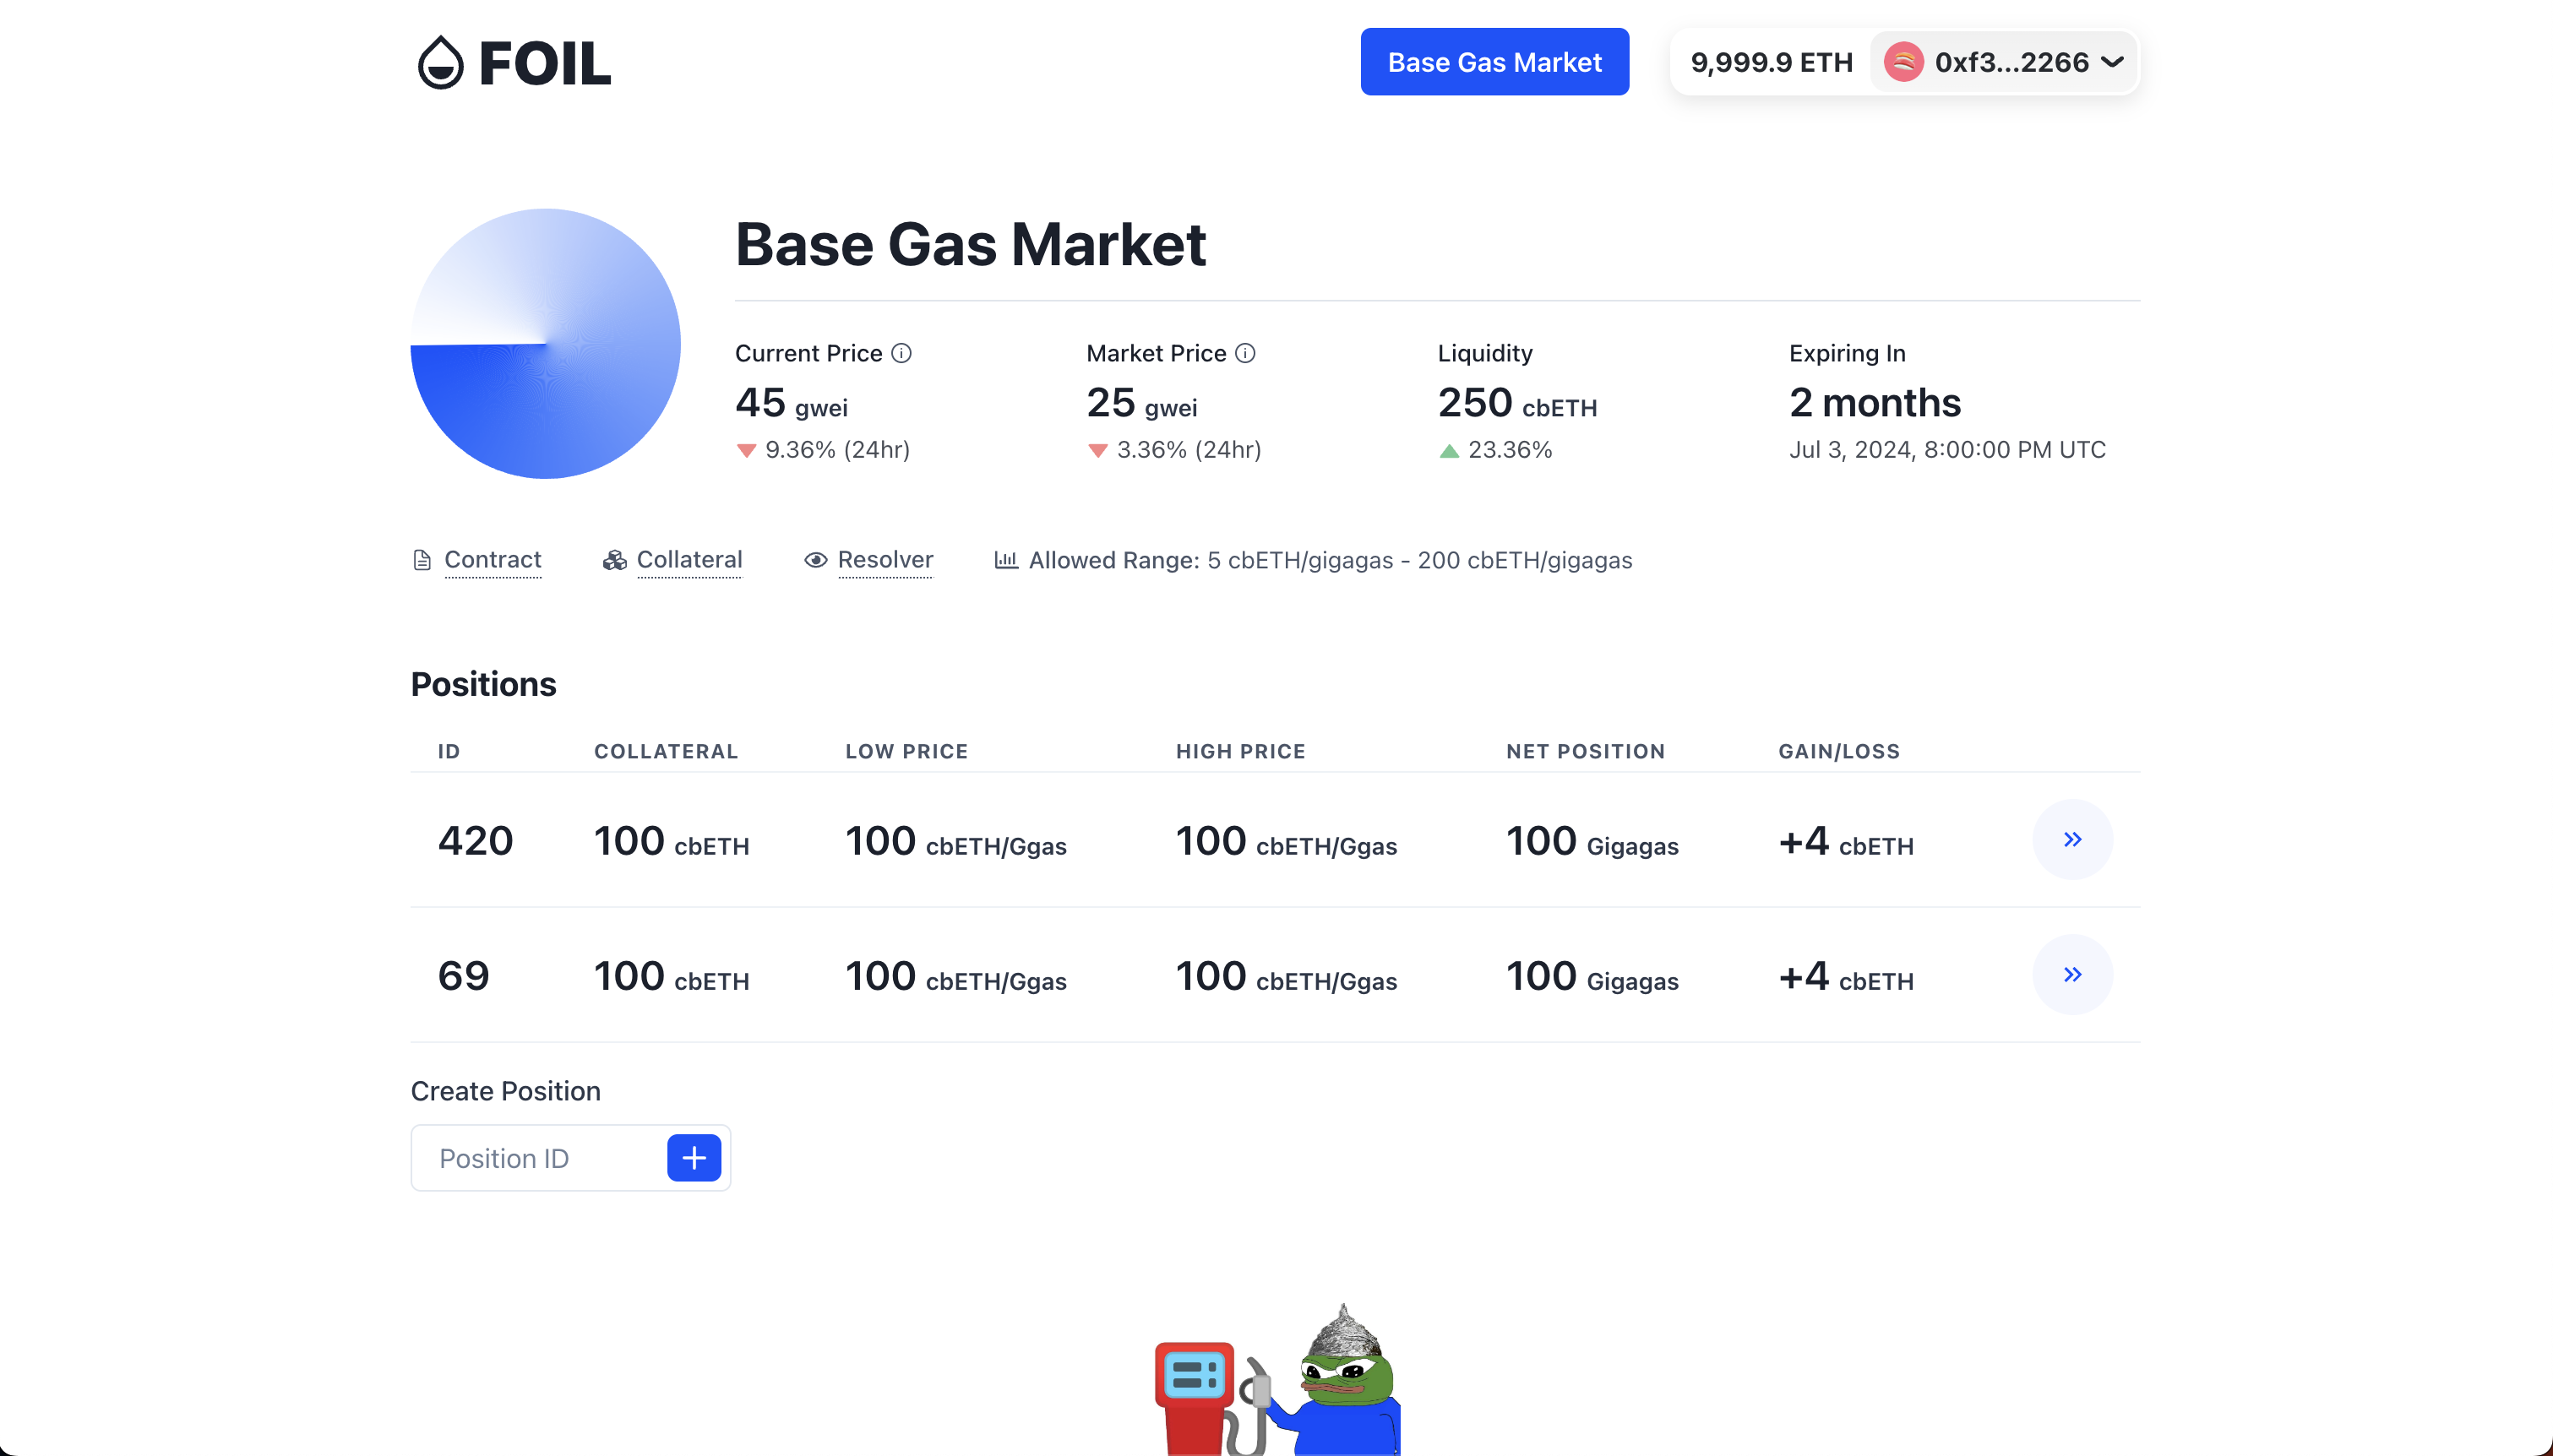 FOIL
Base Gas Market
9,999.9 ETH
0xf3...2266
Base Gas Market
Current Price
45 gwei
9.36% (24hr)
Market Price
25 gwei
3.36% (24hr)
Liquidity
250 cbETH
23.36%
Expiring In
2 months
Jul 3, 2024, 8:00:00 PM UTC
Contract
Collateral
Resolver
Allowed Range: 5 cbETH/gigagas - 200 cbETH/gigagas
Positions
ID COLLATERAL LOW PRICE HIGH PRICE NET POSITION GAIN/LOSS
420 100 cbETH 100 cbETH/Ggas 100 cbETH/Ggas 100 Gigagas +4 cbETH
69 100 cbETH 100 cbETH/Ggas 100 cbETH/Ggas 100 Gigagas +4 cbETH
Create Position
Position ID